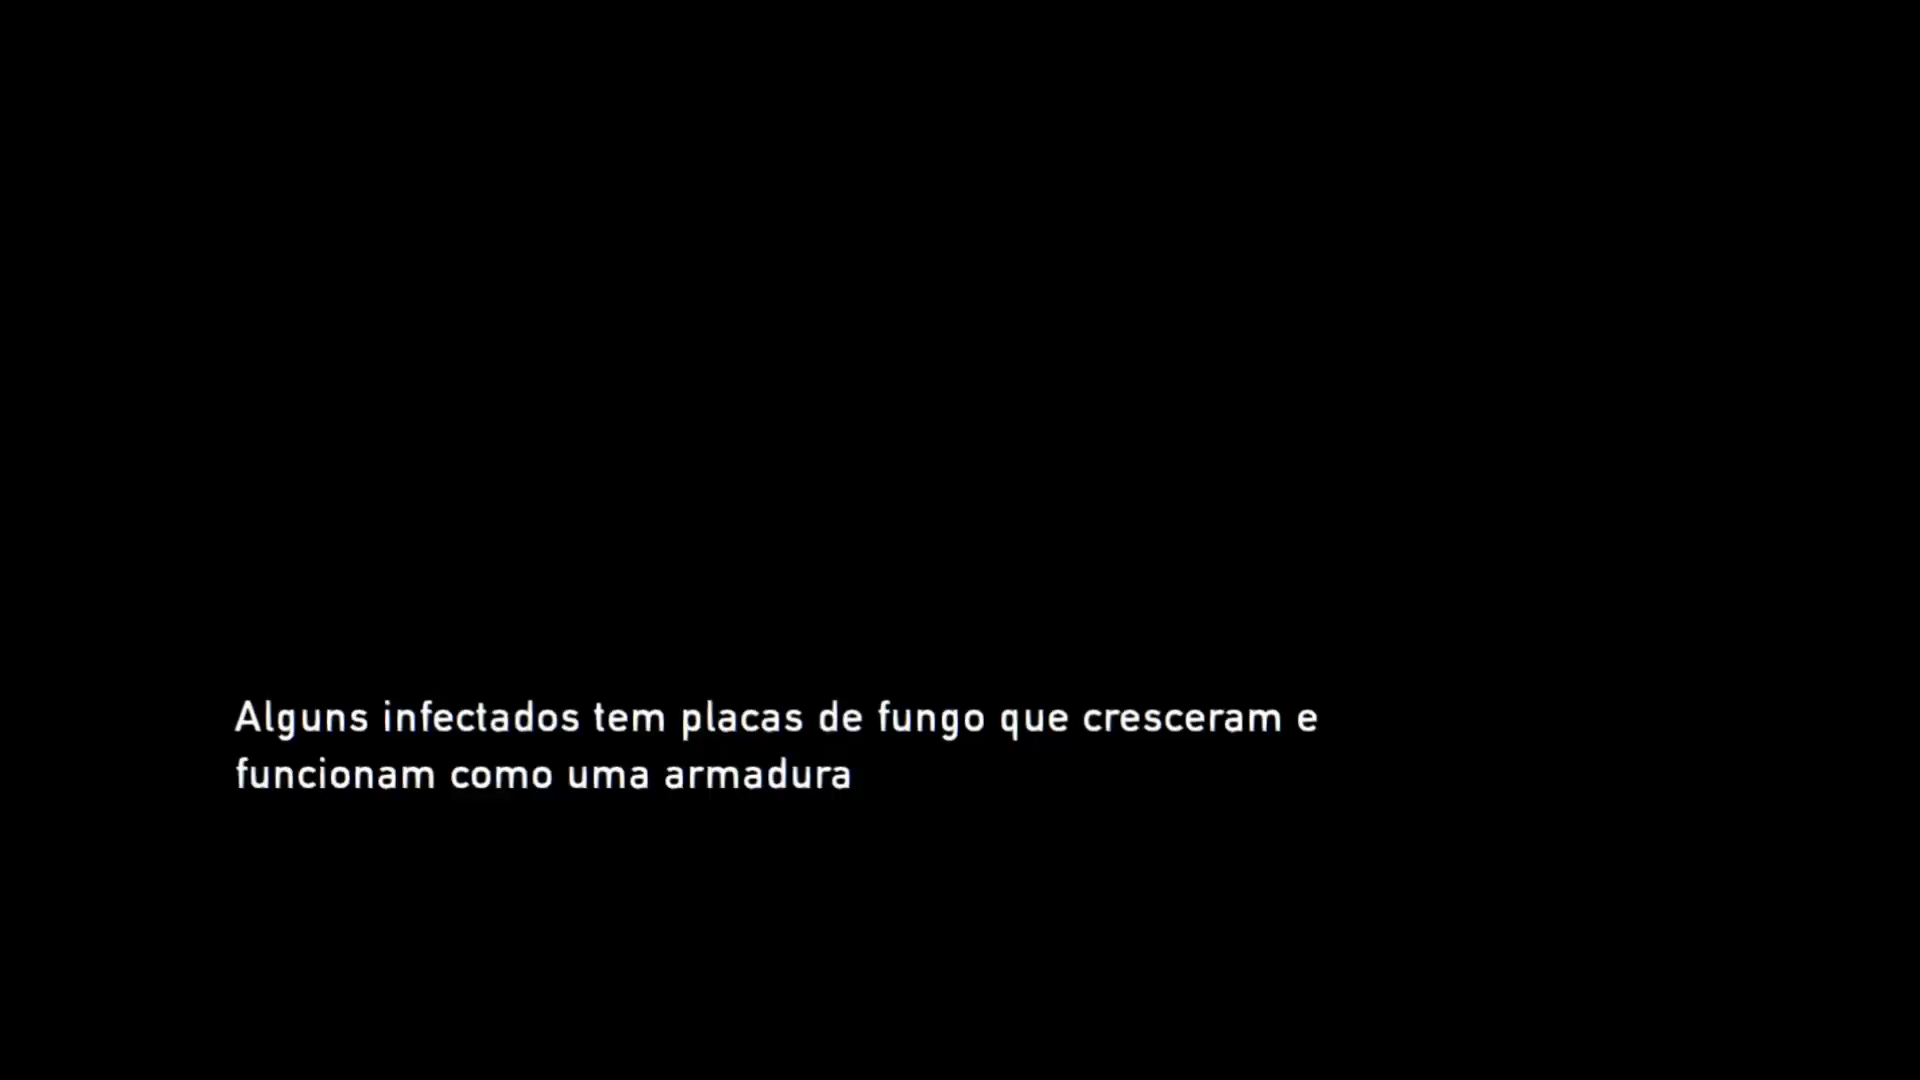 Alguns infectados tem placas de fungo que cresceram e
funcionam como uma armadura